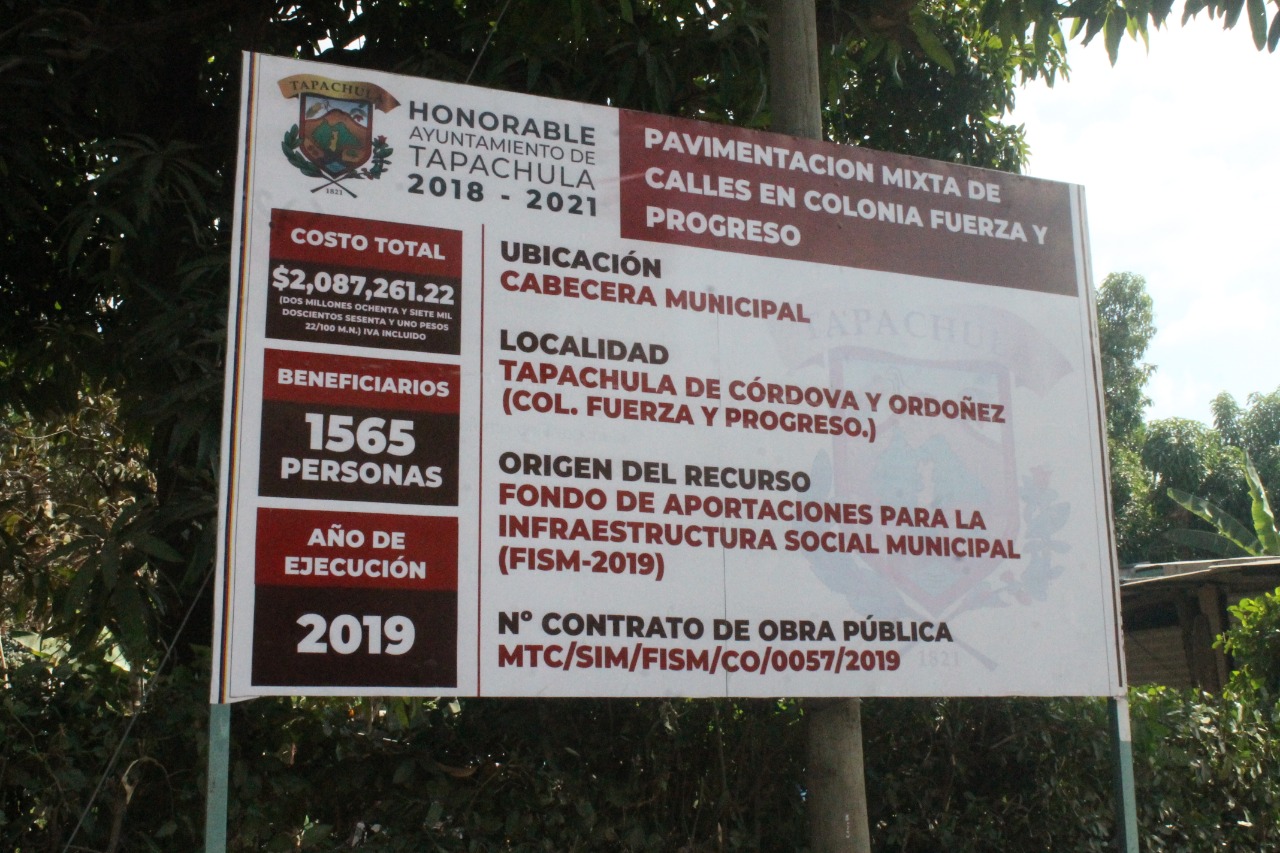 TAPACHULA
1821
HONORABLE
AYUNTAMIENTO DE
TAPACHULA
2018 - 2021
PAVIMENTACION MIXTA DE
CALLES EN COLONIA FUERZA Y
PROGRESO
COSTO TOTAL
$2,087,261.22
(DOS MILLONES OCHENTA Y SIETE MIL
DOSCIENTOS SESENTA Y UNO PESOS
22/100 M.N.) IVA INCLUIDO
BENEFICIARIOS
1565
PERSONAS
AÑO DE
EJECUCIÓN
2019
UBICACIÓN
CABECERA MUNICIPAL
LOCALIDAD
TAPACHULA DE CÓRDOVA Y ORDOÑEZ
(COL. FUERZA Y PROGRESO.)
ORIGEN DEL RECURSO
FONDO DE APORTACIONES PARA LA
INFRAESTRUCTURA SOCIAL MUNICIPAL
(FISM-2019)
Nº CONTRATO DE OBRA PÚBLICA
MTC/SIM/FISM/CO/0057/2019
TAPACHULA
1821